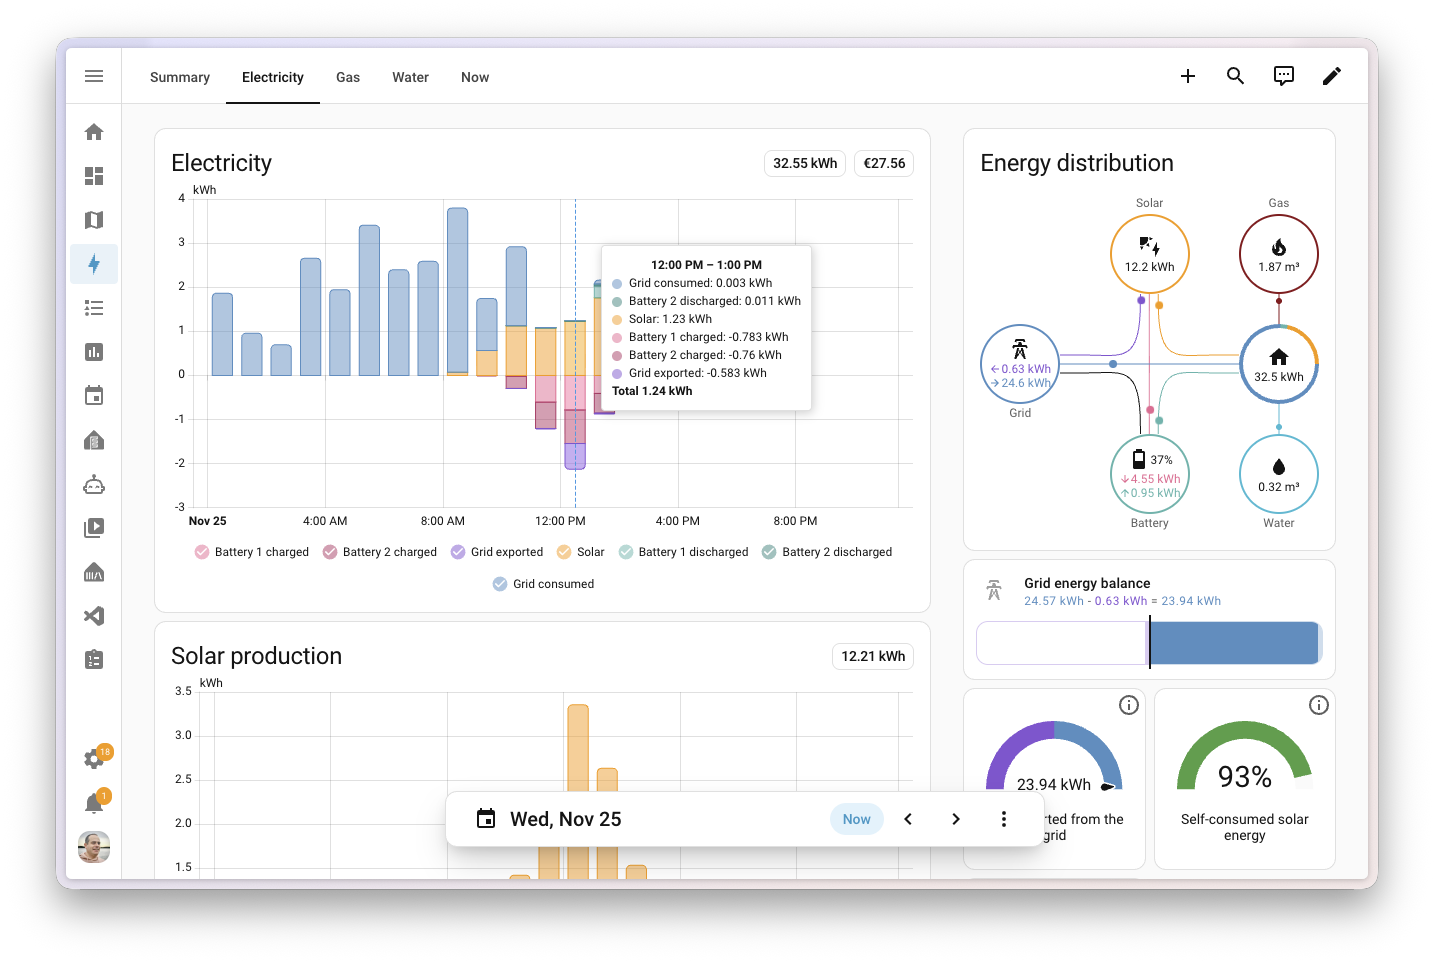 Summary
Electricity
Gas
Water
Now
Electricity
32.55 kWh
€27.56
kWh
4
3
2
1
0
-1
-2
-3
Nov 25
4:00 AM
8:00 AM
12:00 PM
4:00 PM
8:00 PM
12:00 PM – 1:00 PM
Grid consumed: 0.003 kWh
Battery 2 discharged: 0.011 kWh
Solar: 1.23 kWh
Battery 1 charged: -0.783 kWh
Battery 2 charged: -0.76 kWh
Grid exported: -0.583 kWh
Total 1.24 kWh
Battery 1 charged
Battery 2 charged
Grid exported
Solar
Battery 1 discharged
Battery 2 discharged
Grid consumed
Energy distribution
Solar
Gas
12.2 kWh
1.87 m³
←0.63 kWh
→24.6 kWh
Grid
32.5 kWh
37%
↓4.55 kWh
↑0.95 kWh
Battery
0.32 m³
Water
Grid energy balance
24.57 kWh - 0.63 kWh = 23.94 kWh
Solar production
12.21 kWh
kWh
3.5
3.0
2.5
2.0
1.5
23.94 kWh
rted from the
grid
93%
Self-consumed solar
energy
Wed, Nov 25
Now
18
1